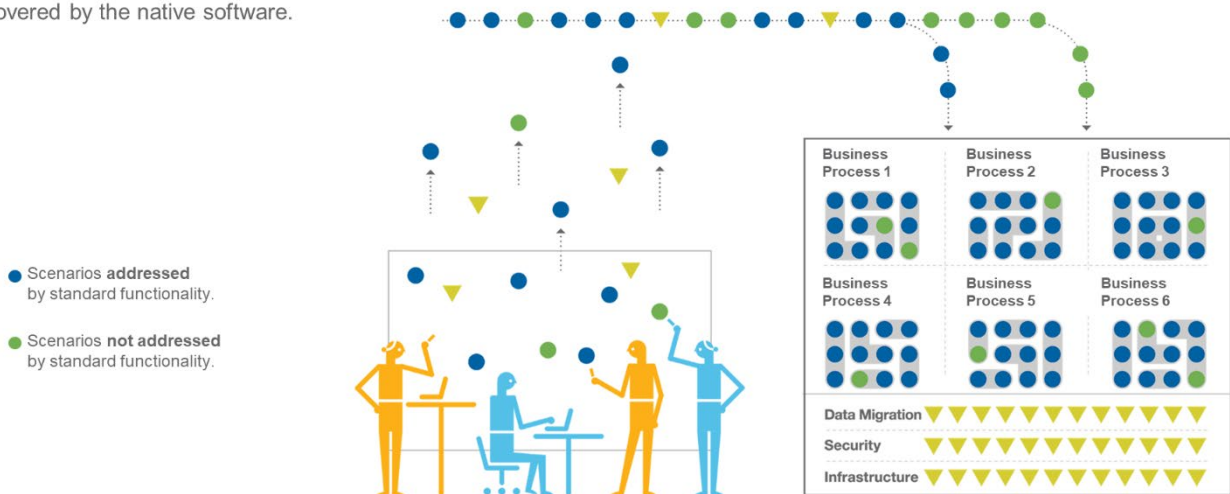 overed by the native software.
Scenarios addressed
by standard functionality.
Scenarios not addressed
by standard functionality.
Business
Process 1
Business
Process 2
Business
Process 3
Business
Process 4
Business
Process 5
Business
Process 6
Data Migration
Security
Infrastructure